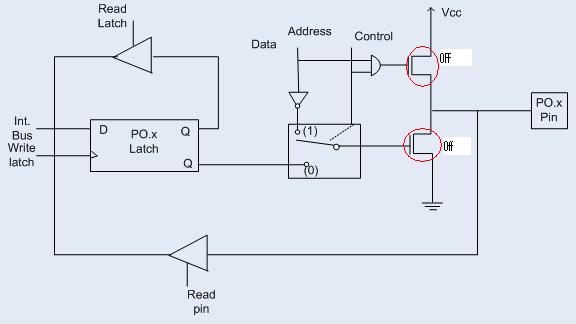 Read
Latch
Data
Address
Control
Vcc
Off
Int.
Bus
Write
latch
D
PO.x
Latch
Q
Q
(1)
(0)
Off
PO.x
Pin
Read
pin